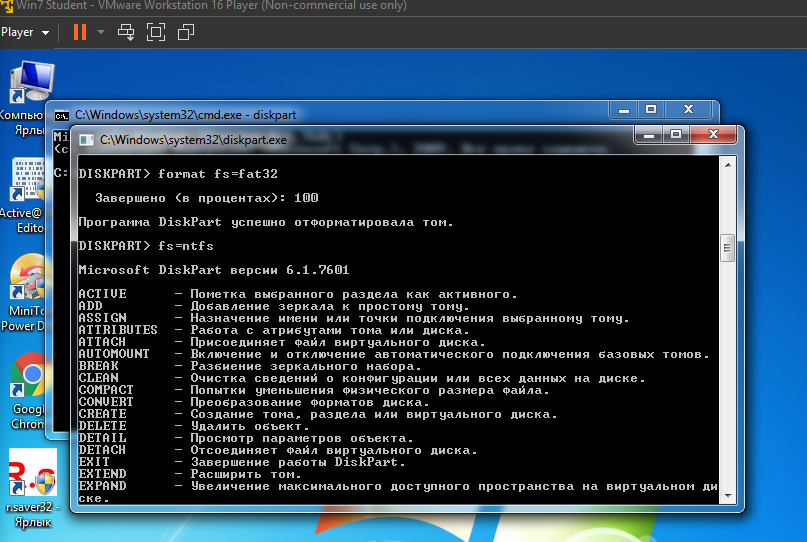 Win7 Student - VMware Workstation 16 Player (Non-commercial use only)
Player
C:\Windows\system32\cmd.exe - diskpart
C:\Windows\system32\diskpart.exe
DISKPART> format fs=fat32
Завершено (в процентах): 100
Программа DiskPart успешно отформатировала том.
DISKPART> fs=ntfs
Microsoft DiskPart версии 6.1.7601
ACTIVE - Пометка выбранного раздела как активного.
ADD - Добавление зеркала к простому тому.
ASSIGN - Назначение имени или точки подключения выбранному тому.
ATTRIBUTES - Работа с атрибутами тома или диска.
ATTACH - Присоединяет файл виртуального диска.
AUTOMOUNT - Включение и отключение автоматического подключения базовых томов.
BREAK - Разбиение зеркального набора.
CLEAN - Очистка сведений о конфигурации или всех данных на диске.
COMPACT - Попытки уменьшения физического размера файла.
CONVERT - Преобразование форматов диска.
CREATE - Создание тома, раздела или виртуального диска.
DELETE - Удалить объект.
DETAIL - Просмотр параметров объекта.
DETACH - Отсоединяет файл виртуального диска.
EXIT - Завершение работы DiskPart.
EXTEND - Расширить том.
EXPAND - Увеличение максимального доступного пространства на виртуальном ди
ске.
Mi
(c
C:
Компью
Ярлы
Active@
Edito
MiniTo
Power D
Googl
Chrom
R.s
r.saver32 -
Ярлык